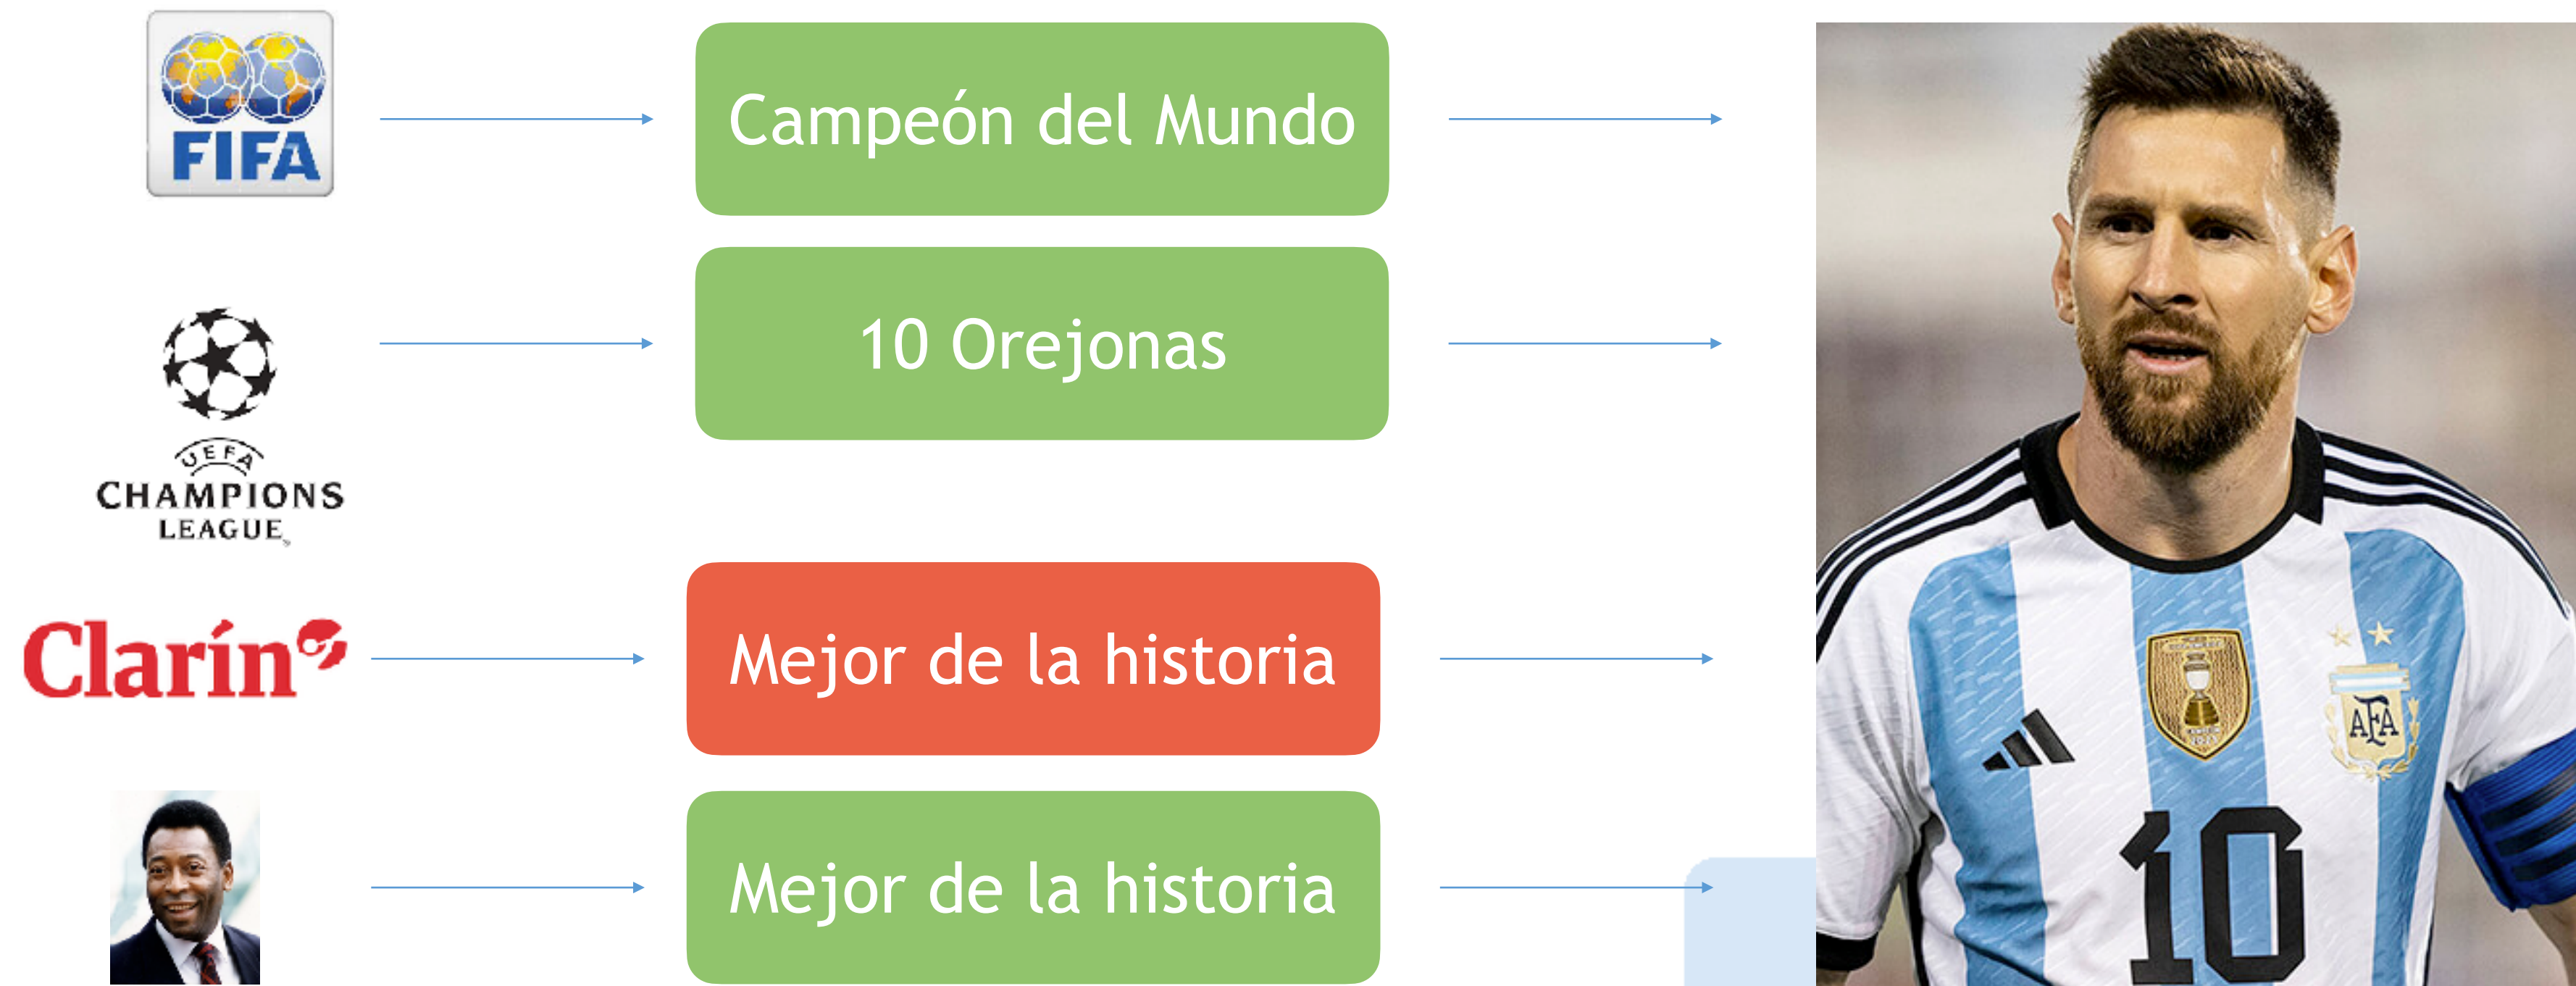 FIFA
Campeón del Mundo
10 Orejonas
UEFA
CHAMPIONS
LEAGUE
Clarín
Mejor de la historia
Mejor de la historia
AFA
10